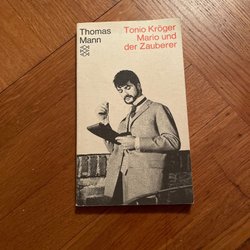 Thomas
Mann
Tonio Kröger
Mario und
der Zauberer